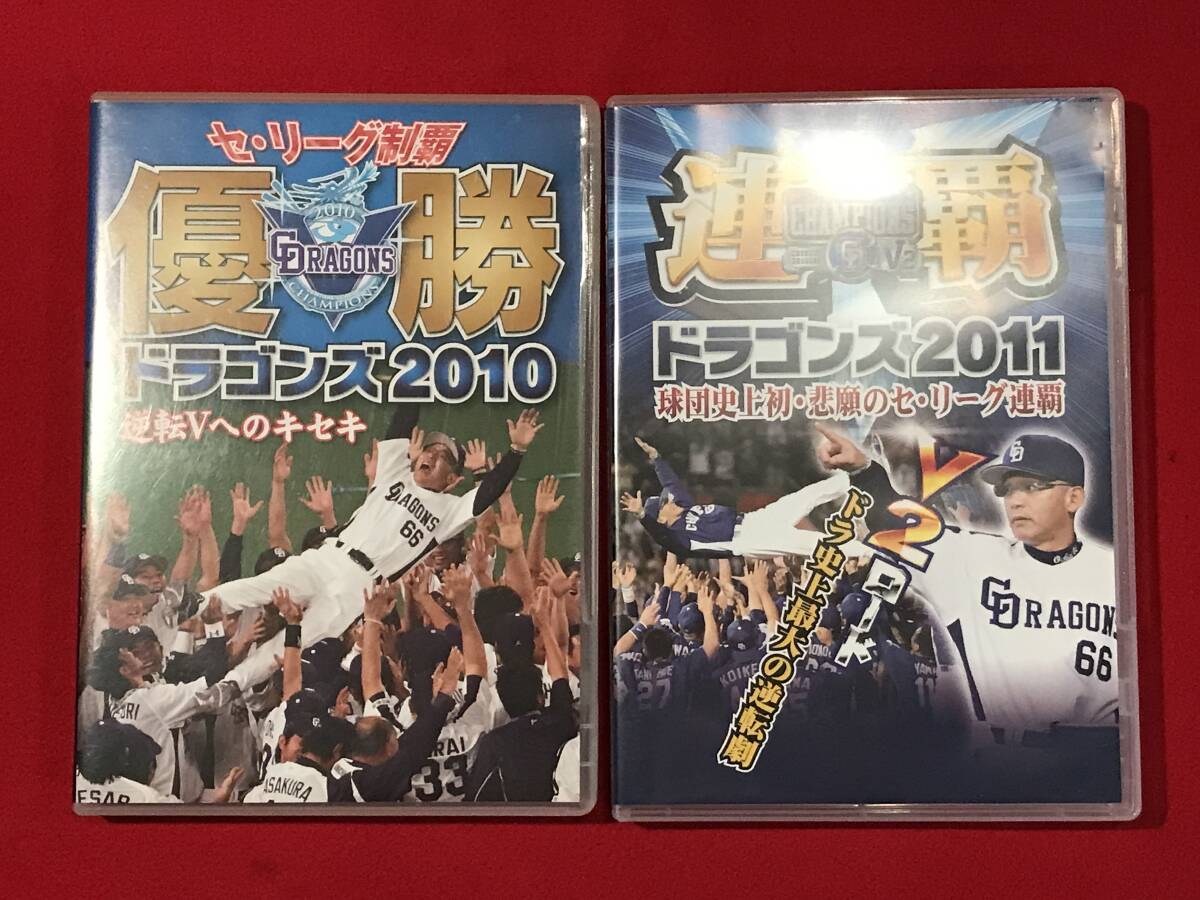 セ・リーグ制覇
優勝
2010
DRAGONS
CHAMPIONS
ドラゴンズ2010
逆転Vへのキセキ
DRAGONS
66
33
ASAKURA
ESAR
連覇
CHAMPIONS
V2
ドラゴンズ2011
球団史上初・悲願のセ・リーグ連覇
V2ロード
ドラ史上最大の逆転劇
CD
DRAGONS
66
27
KOIKE